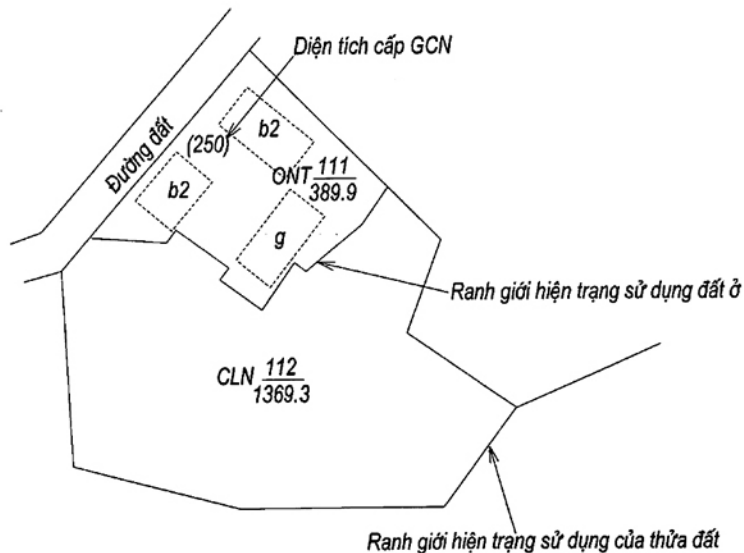 Diện tích cấp GCN
Đường đất
b2
(250)
ONT 111
389.9
b2
g
Ranh giới hiện trạng sử dụng đất ở
CLN 112
1369.3
Ranh giới hiện trạng sử dụng của thửa đất